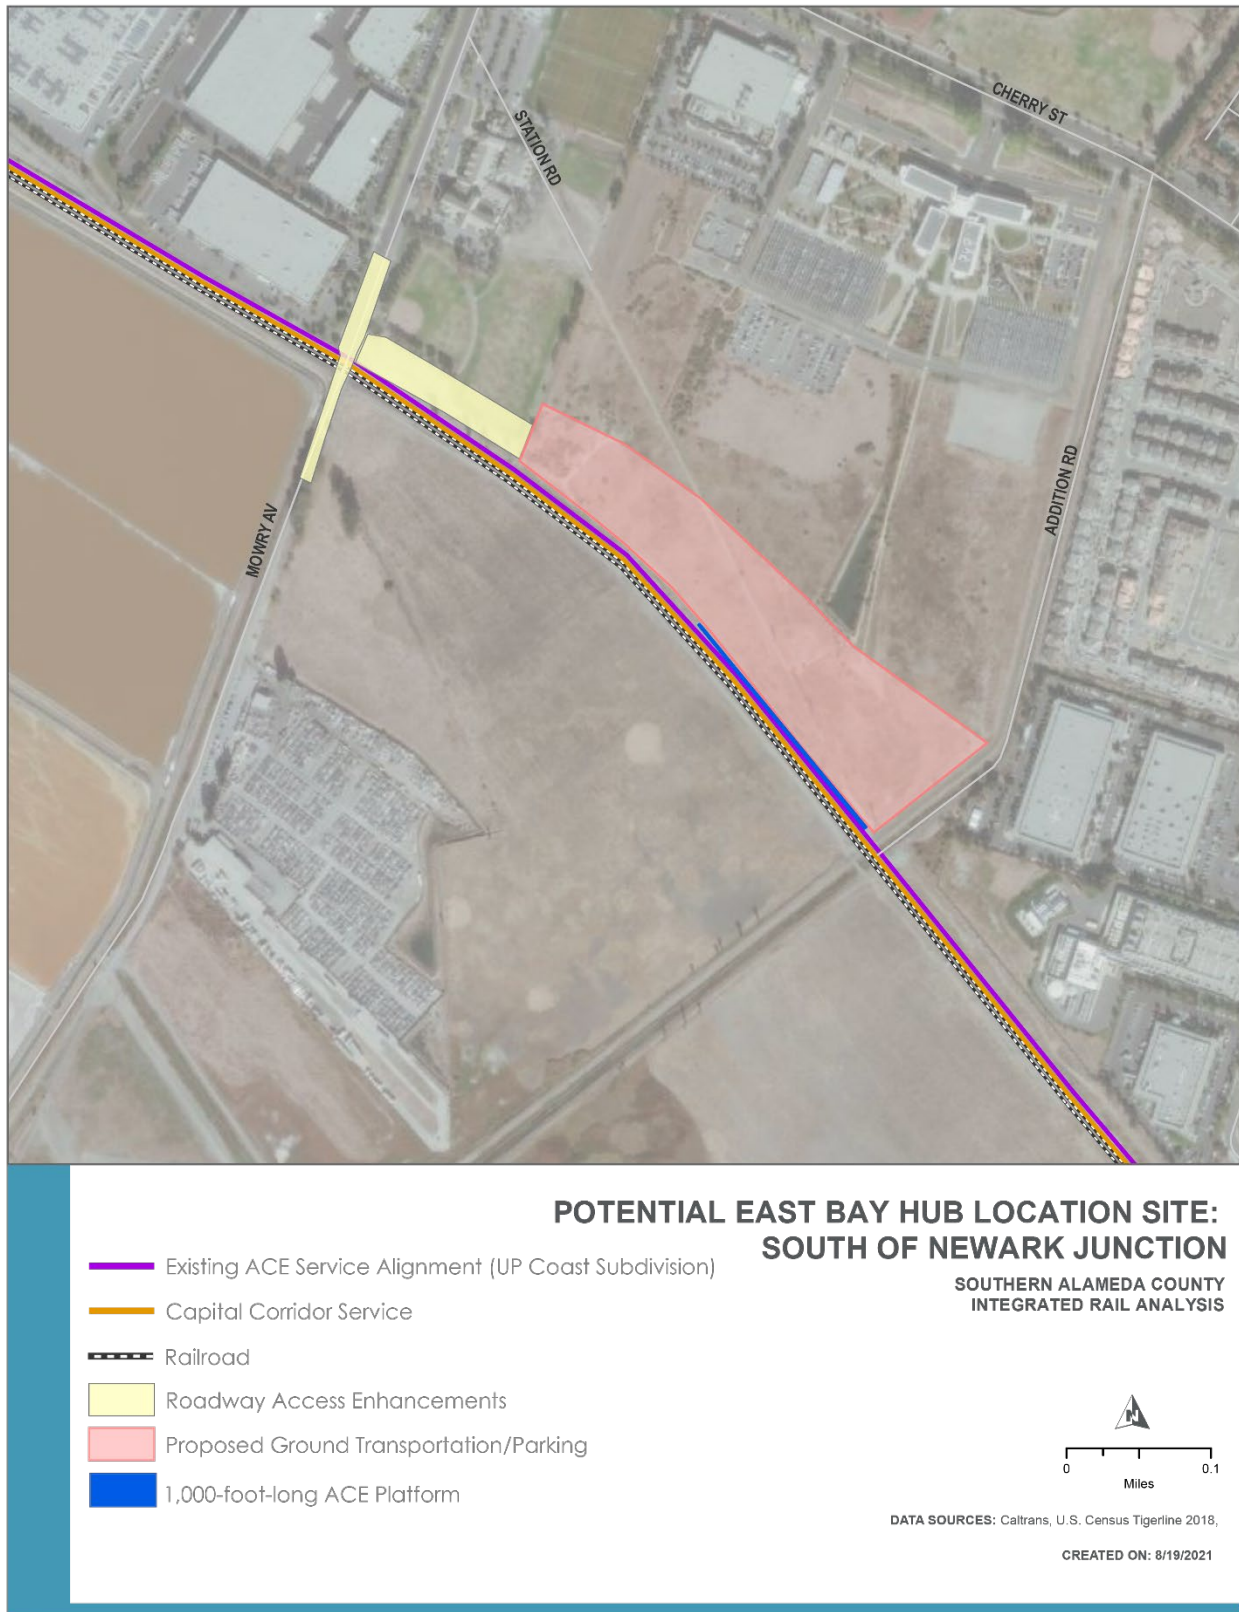 CHERRY ST
STATION RD
ADDITION RD
MOWRY AV
POTENTIAL EAST BAY HUB LOCATION SITE:
SOUTH OF NEWARK JUNCTION
SOUTHERN ALAMEDA COUNTY
INTEGRATED RAIL ANALYSIS
Existing ACE Service Alignment (UP Coast Subdivision)
Capital Corridor Service
Railroad
Roadway Access Enhancements
Proposed Ground Transportation/Parking
1,000-foot-long ACE Platform
N
0 0.1
Miles
DATA SOURCES: Caltrans, U.S. Census Tigerline 2018,
CREATED ON: 8/19/2021